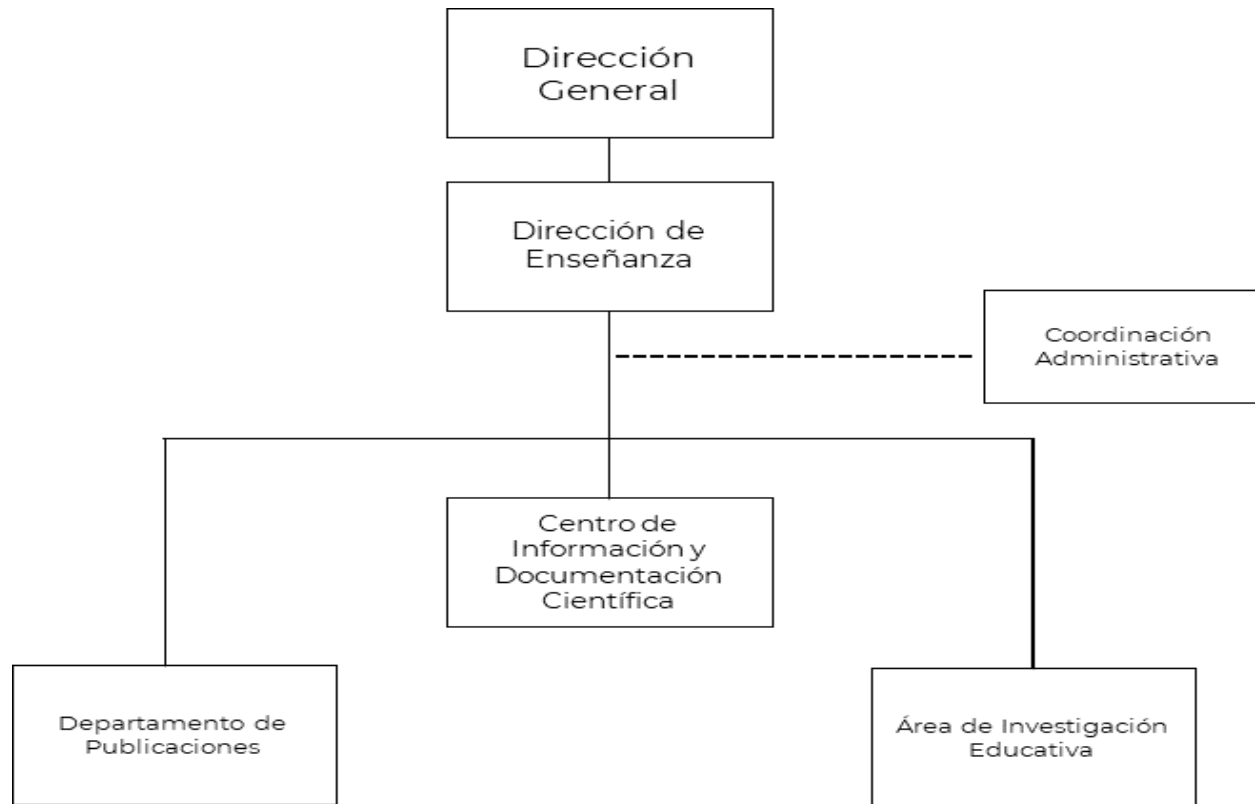 Dirección
General
Dirección de
Enseñanza
Coordinación
Administrativa
Centro de
Información y
Documentación
Científica
Departamento de
Publicaciones
Área de Investigación
Educativa